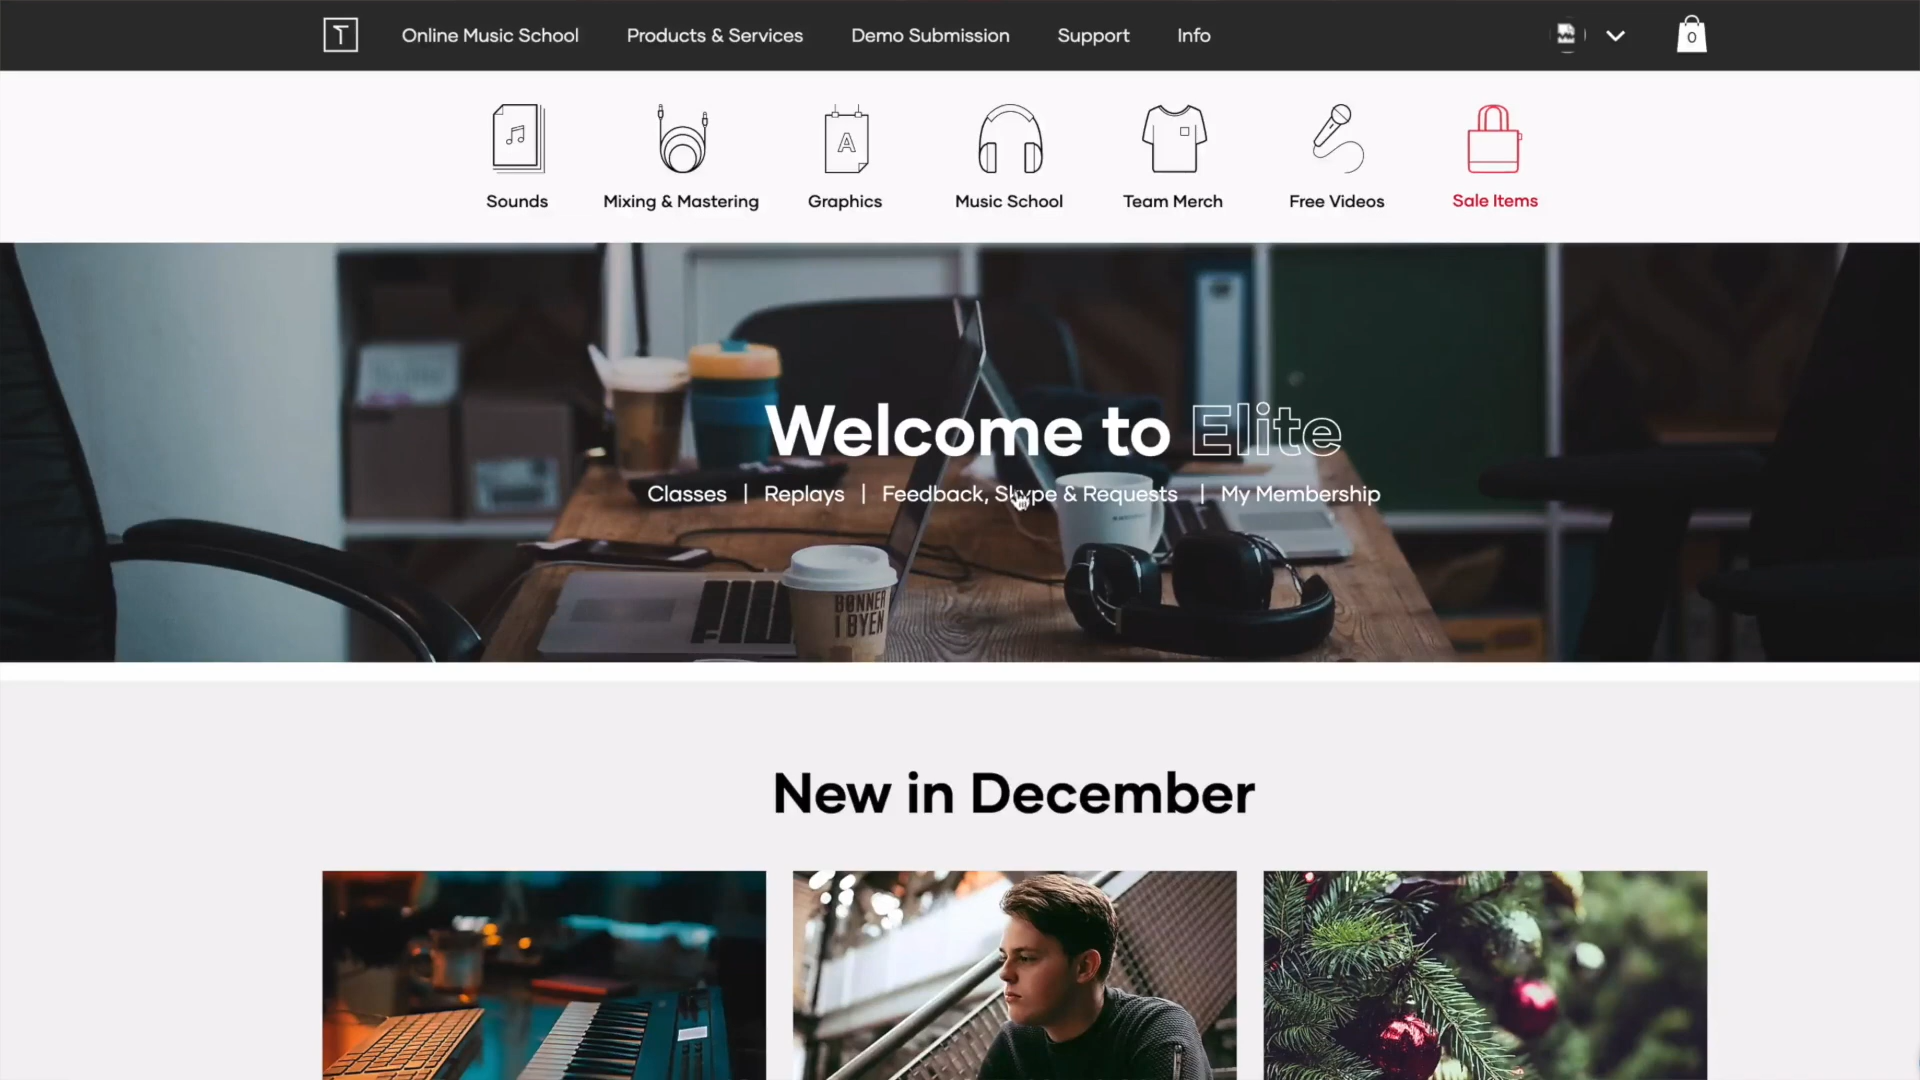 T Online Music School Products & Services Demo Submission Support Info 0
A
Sounds Mixing & Mastering Graphics Music School Team Merch Free Videos Sale Items
Welcome to Elite
Classes | Replays | Feedback, Skype & Requests | My Membership
BONNER
I BYEN
New in December